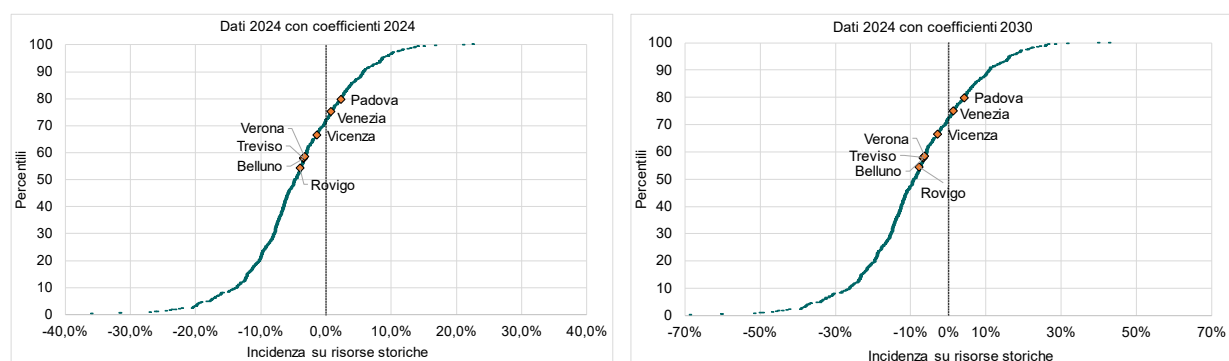 Dati 2024 con coefficienti 2024
100
90
80
70
60
50
40
30
20
10
0
Percentili
Padova
Venezia
Vicenza
Verona
Treviso
Belluno
Rovigo
-40,0% -30,0% -20,0% -10,0% 0,0% 10,0% 20,0% 30,0% 40,0%
Incidenza su risorse storiche
Dati 2024 con coefficienti 2030
100
90
80
70
60
50
40
30
20
10
0
Percentili
Padova
Venezia
Vicenza
Verona
Treviso
Belluno
Rovigo
-70% -50% -30% -10% 0% 10% 30% 50% 70%
Incidenza su risorse storiche